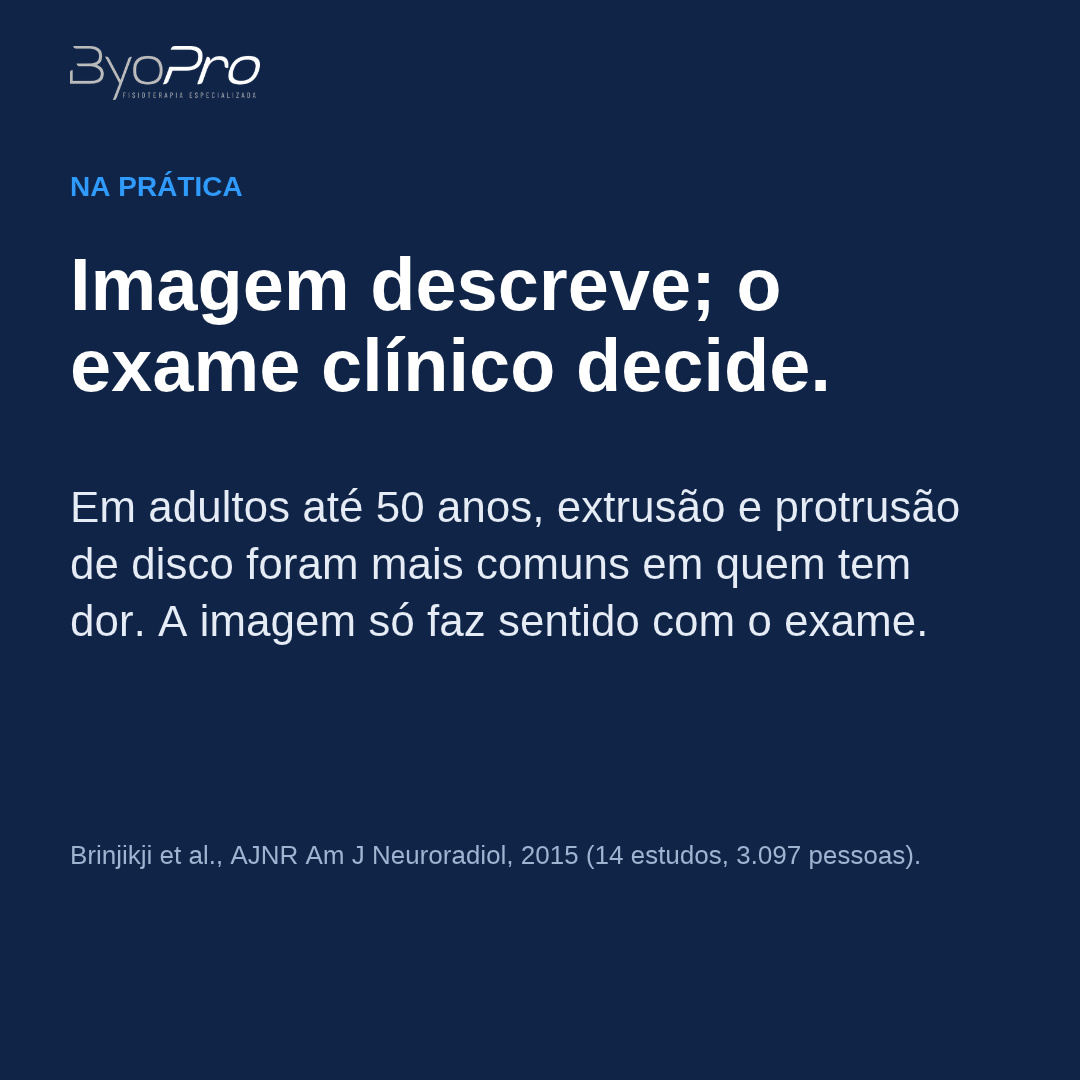 ByoPro
FISIOTERAPIA ESPECIALIZADA
NA PRÁTICA
Imagem descreve; o
exame clínico decide.
Em adultos até 50 anos, extrusão e protrusão
de disco foram mais comuns em quem tem
dor. A imagem só faz sentido com o exame.
Brinjikji et al., AJNR Am J Neuroradiol, 2015 (14 estudos, 3.097 pessoas).